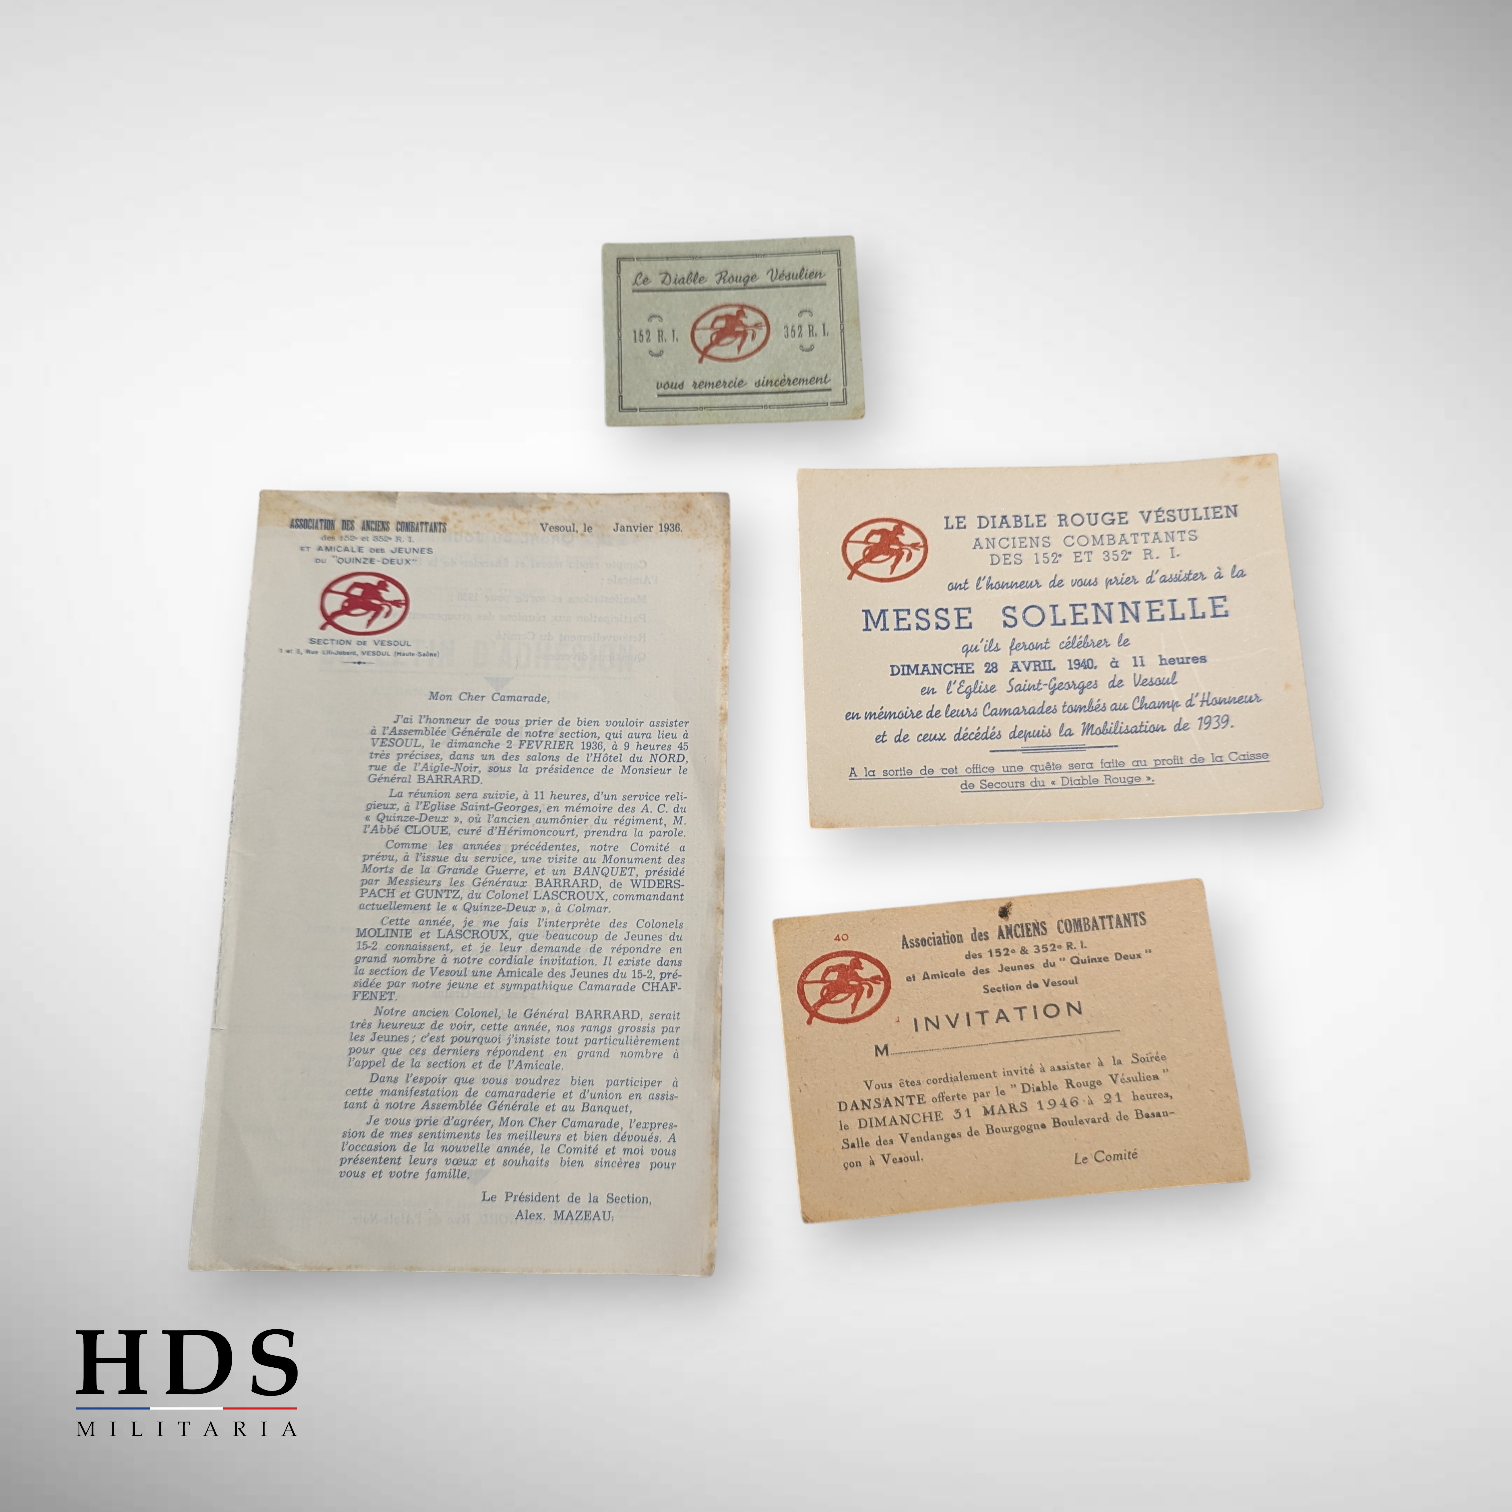 Le Diable Rouge Vésulien
152 R. I.
352 R. I.
vous remercie sincèrement
ASSOCIATION DES ANCIENS COMBATTANTS
des 152e et 352e R. I.
ET AMICALE DES JEUNES
DU "QUINZE-DEUX"
SECTION DE VESOUL
1 et 3, Rue Lili-Jobard, VESOUL (Haute-Saône)
Vesoul, le Janvier 1936.
Mon Cher Camarade,
J'ai l'honneur de vous prier de bien vouloir assister
à l'Assemblée Générale de notre section, qui aura lieu à
VESOUL, le dimanche 2 FEVRIER 1936, à 9 heures 45
très précises, dans un des salons de l'Hôtel du NORD,
rue de l'Aigle-Noir, sous la présidence de Monsieur le
Général BARRARD.
La réunion sera suivie, à 11 heures, d'un service reli-
gieux, à l'Eglise Saint-Georges, en mémoire des A. C. du
« Quinze-Deux », où l'ancien aumônier du régiment, M.
l'Abbé CLOUE, curé d'Hérimoncourt, prendra la parole.
Comme les années précédentes, notre Comité a
prévu, à l'issue du service, une visite au Monument des
Morts de la Grande Guerre, et un BANQUET, présidé
par Messieurs les Généraux BARRARD, de WIDERS-
PACH et GUNTZ, du Colonel LASCROUX, commandant
actuellement le « Quinze-Deux », à Colmar.
Cette année, je me fais l'interprète des Colonels
MOLINIE et LASCROUX, que beaucoup de Jeunes du
15-2 connaissent, et je leur demande de répondre en
grand nombre à notre cordiale invitation. Il existe dans
la section de Vesoul une Amicale des Jeunes du 15-2, pré-
sidée par notre jeune et sympathique Camarade CHAF-
FENET.
Notre ancien Colonel, le Général BARRARD, serait
très heureux de voir, cette année, nos rangs grossis par
les Jeunes ; c'est pourquoi j'insiste tout particulièrement
pour que ces derniers répondent en grand nombre à
l'appel de la section et de l'Amicale.
Dans l'espoir que vous voudrez bien participer à
cette manifestation de camaraderie et d'union en assis-
tant à notre Assemblée Générale et au Banquet,
Je vous prie d'agréer, Mon Cher Camarade, l'expres-
sion de mes sentiments les meilleurs et bien dévoués. A
l'occasion de la nouvelle année, le Comité et moi vous
présentent leurs vœux et souhaits bien sincères pour
vous et votre famille.
Le Président de la Section,
Alex. MAZEAU.
LE DIABLE ROUGE VÉSULIEN
ANCIENS COMBATTANTS
DES 152e ET 352e R. I.
ont l'honneur de vous prier d'assister à la
MESSE SOLENNELLE
qu'ils feront célébrer le
DIMANCHE 28 AVRIL 1940, à 11 heures
en l'Eglise Saint-Georges de Vesoul
en mémoire de leurs Camarades tombés au Champ d'Honneur
et de ceux décédés depuis la Mobilisation de 1939.
A la sortie de cet office une quête sera faite au profit de la Caisse
de Secours du « Diable Rouge ».
40
Association des ANCIENS COMBATTANTS
des 152e & 352e R. I.
et Amicale des Jeunes du " Quinze Deux "
Section de Vesoul
INVITATION
M
Vous êtes cordialement invité à assister à la Soirée
DANSANTE offerte par le " Diable Rouge Vésulien "
le DIMANCHE 31 MARS 1946 à 21 heures,
Salle des Vendanges de Bourgogne Boulevard de Besan-
çon à Vesoul.
Le Comité
HDS
MILITARIA